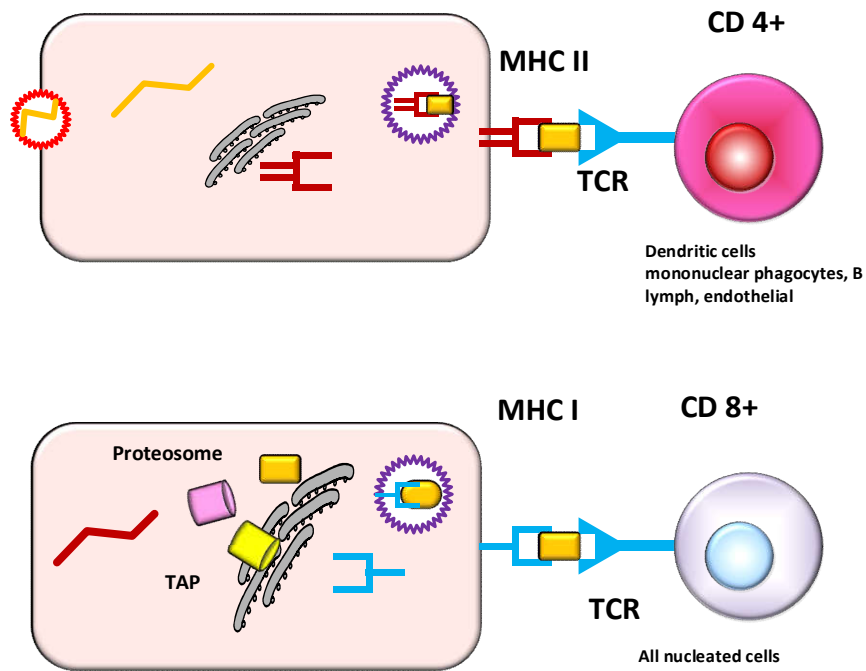 CD 4+
MHC II
TCR
Dendritic cells
mononuclear phagocytes, B
lymph, endothelial
MHC I
CD 8+
Proteosome
TAP
TCR
All nucleated cells